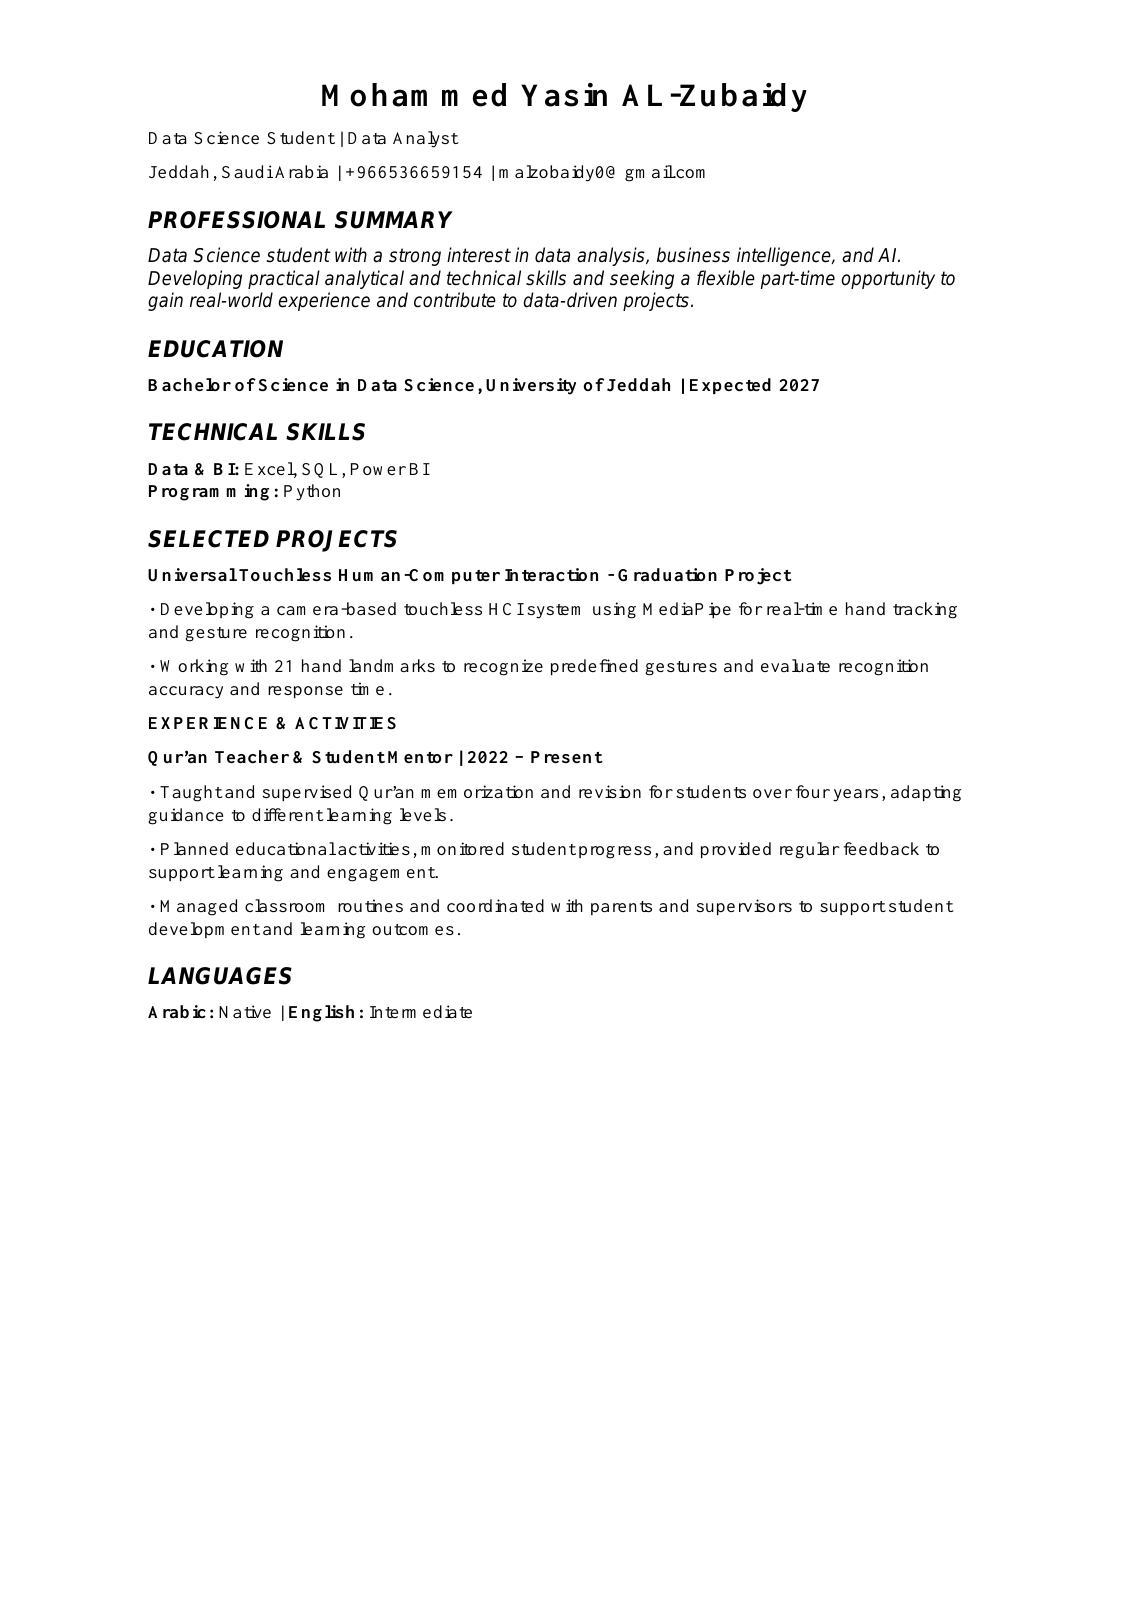 Mohammed Yasin AL-Zubaidy
Data Science Student | Data Analyst
Jeddah, Saudi Arabia | +966536659154 | malzobaidy0@gmail.com
PROFESSIONAL SUMMARY
Data Science student with a strong interest in data analysis, business intelligence, and AI.
Developing practical analytical and technical skills and seeking a flexible part-time opportunity to
gain real-world experience and contribute to data-driven projects.
EDUCATION
Bachelor of Science in Data Science, University of Jeddah | Expected 2027
TECHNICAL SKILLS
Data & BI: Excel, SQL, Power BI
Programming: Python
SELECTED PROJECTS
Universal Touchless Human-Computer Interaction - Graduation Project
• Developing a camera-based touchless HCI system using MediaPipe for real-time hand tracking
and gesture recognition.
• Working with 21 hand landmarks to recognize predefined gestures and evaluate recognition
accuracy and response time.
EXPERIENCE & ACTIVITIES
Qur’an Teacher & Student Mentor | 2022 – Present
• Taught and supervised Qur’an memorization and revision for students over four years, adapting
guidance to different learning levels.
• Planned educational activities, monitored student progress, and provided regular feedback to
support learning and engagement.
• Managed classroom routines and coordinated with parents and supervisors to support student
development and learning outcomes.
LANGUAGES
Arabic: Native | English: Intermediate